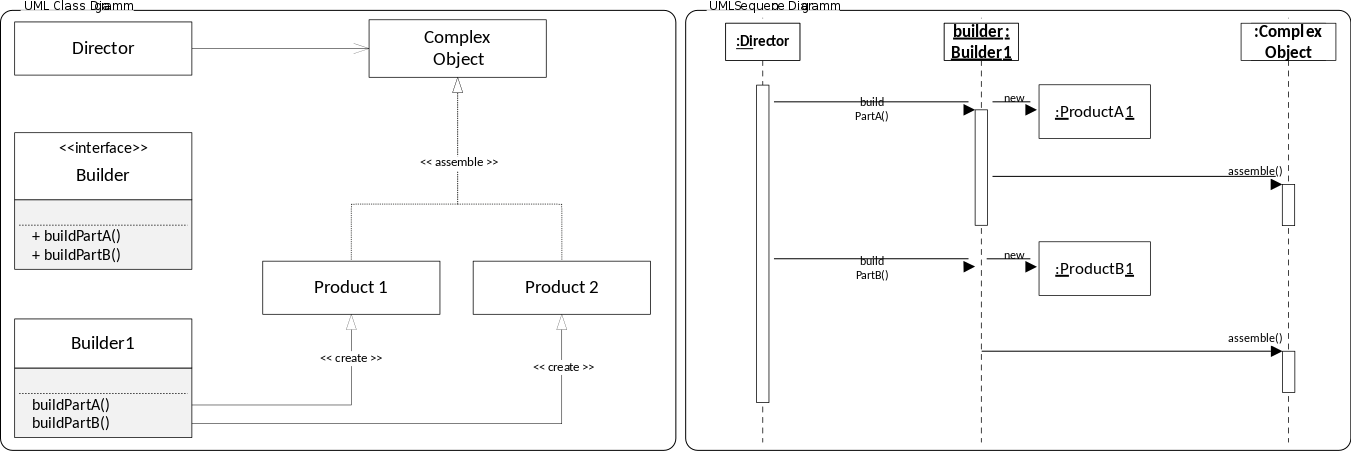 UML Class Diagramm
Director
Complex
Object
<<interface>>
Builder
+ buildPartA()
+ buildPartB()
<< assemble >>
Product 1
Product 2
Builder1
buildPartA()
buildPartB()
<< create >>
<< create >>
UMLSequence Diagramm
:Director
builder:
Builder1
:Complex
Object
build
PartA()
new
:ProductA1
assemble()
build
PartB()
new
:ProductB1
assemble()